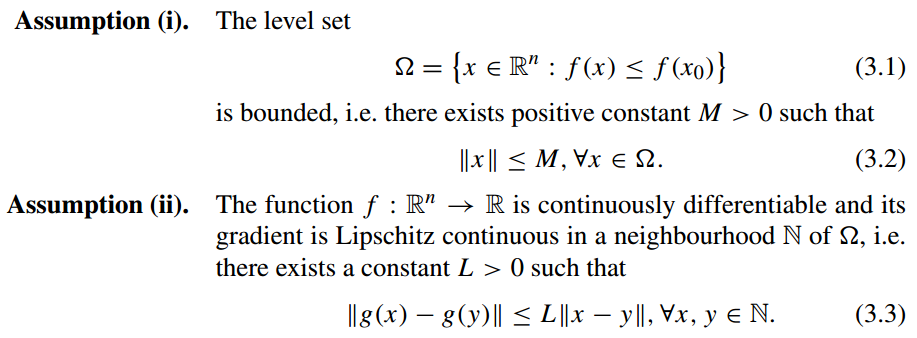 Assumption (i). The level set
Ω = {x ∈ ℝⁿ : f(x) ≤ f(x₀)} (3.1)
is bounded, i.e. there exists positive constant M > 0 such that
‖x‖ ≤ M, ∀x ∈ Ω. (3.2)
Assumption (ii). The function f : ℝⁿ → ℝ is continuously differentiable and its
gradient is Lipschitz continuous in a neighbourhood ℕ of Ω, i.e.
there exists a constant L > 0 such that
‖g(x) − g(y)‖ ≤ L‖x − y‖, ∀x, y ∈ ℕ. (3.3)